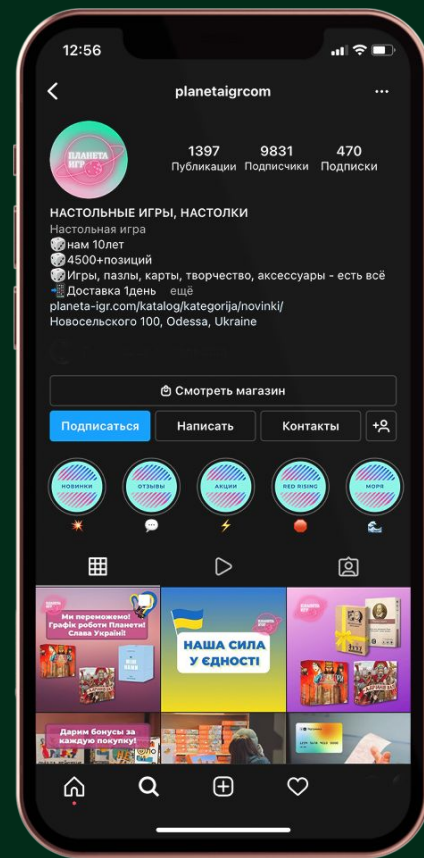 12:56
planetaigrcom
ПЛАНЕТА
ИГР
1397 9831 470
Публикации Подписчики Подписки
НАСТОЛЬНЫЕ ИГРЫ, НАСТОЛКИ
Настольная игра
🎲нам 10лет
🎲4500+позиций
🎲Игры, пазлы, карты, творчество, аксессуары - есть всё
📲Доставка 1день ещё
planeta-igr.com/katalog/kategorija/novinki/
Новосельского 100, Odessa, Ukraine
Смотреть магазин
Подписаться Написать Контакты
НОВИНКИ ОТЗЫВЫ АКЦИИ RED RISING МОРЯ
Ми переможемо!
Графік роботи Планети!
Слава Україні!
НАША СИЛА
У ЄДНОСТІ
Дарим бонусы за
каждую покупку!